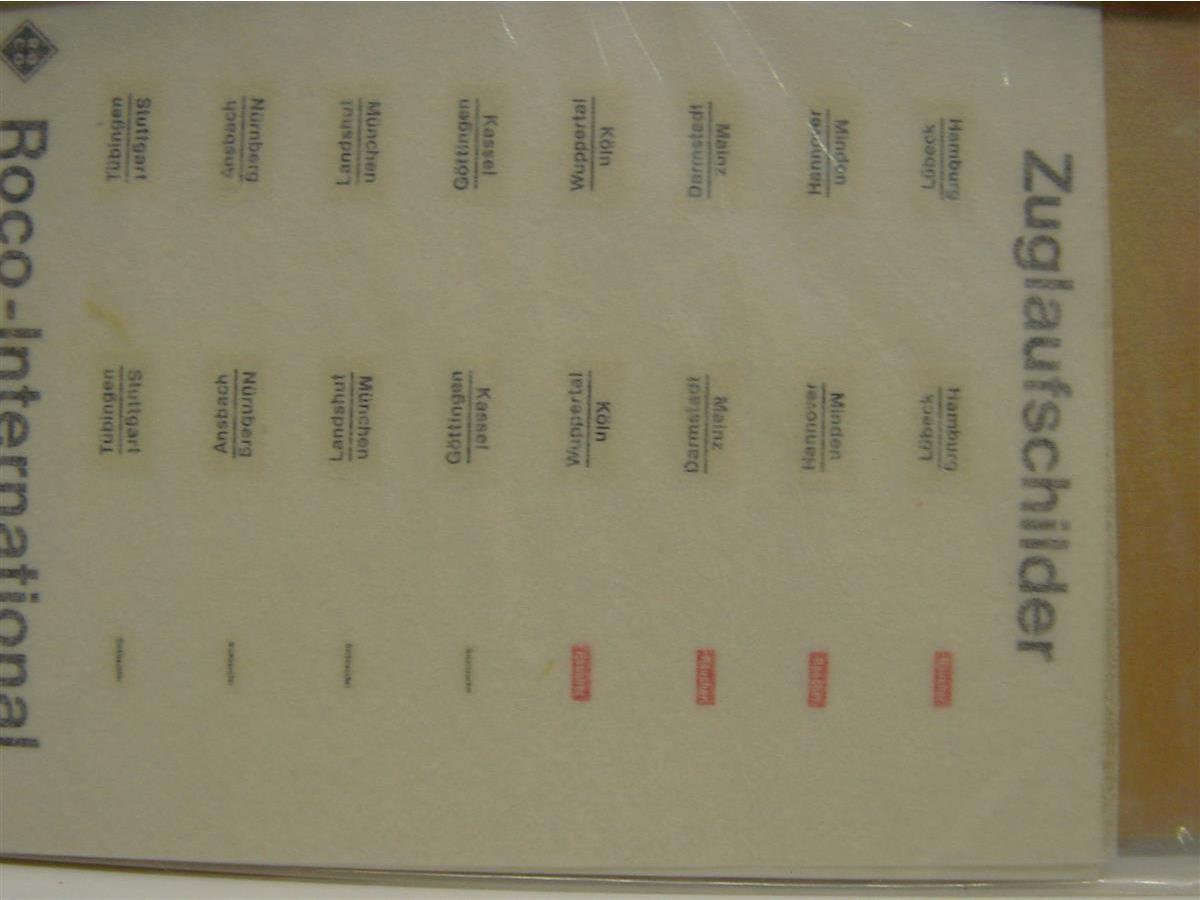 Zuglaufschilder
Hamburg
Lübeck
Hamburg
Lübeck
Minden
Hannover
Minden
Hannover
Mainz
Darmstadt
Mainz
Darmstadt
Köln
Wuppertal
Köln
Wuppertal
Kassel
Göttingen
Kassel
Göttingen
München
Landshut
München
Landshut
Nürnberg
Ansbach
Nürnberg
Ansbach
Stuttgart
Tübingen
Stuttgart
Tübingen
Roco-International